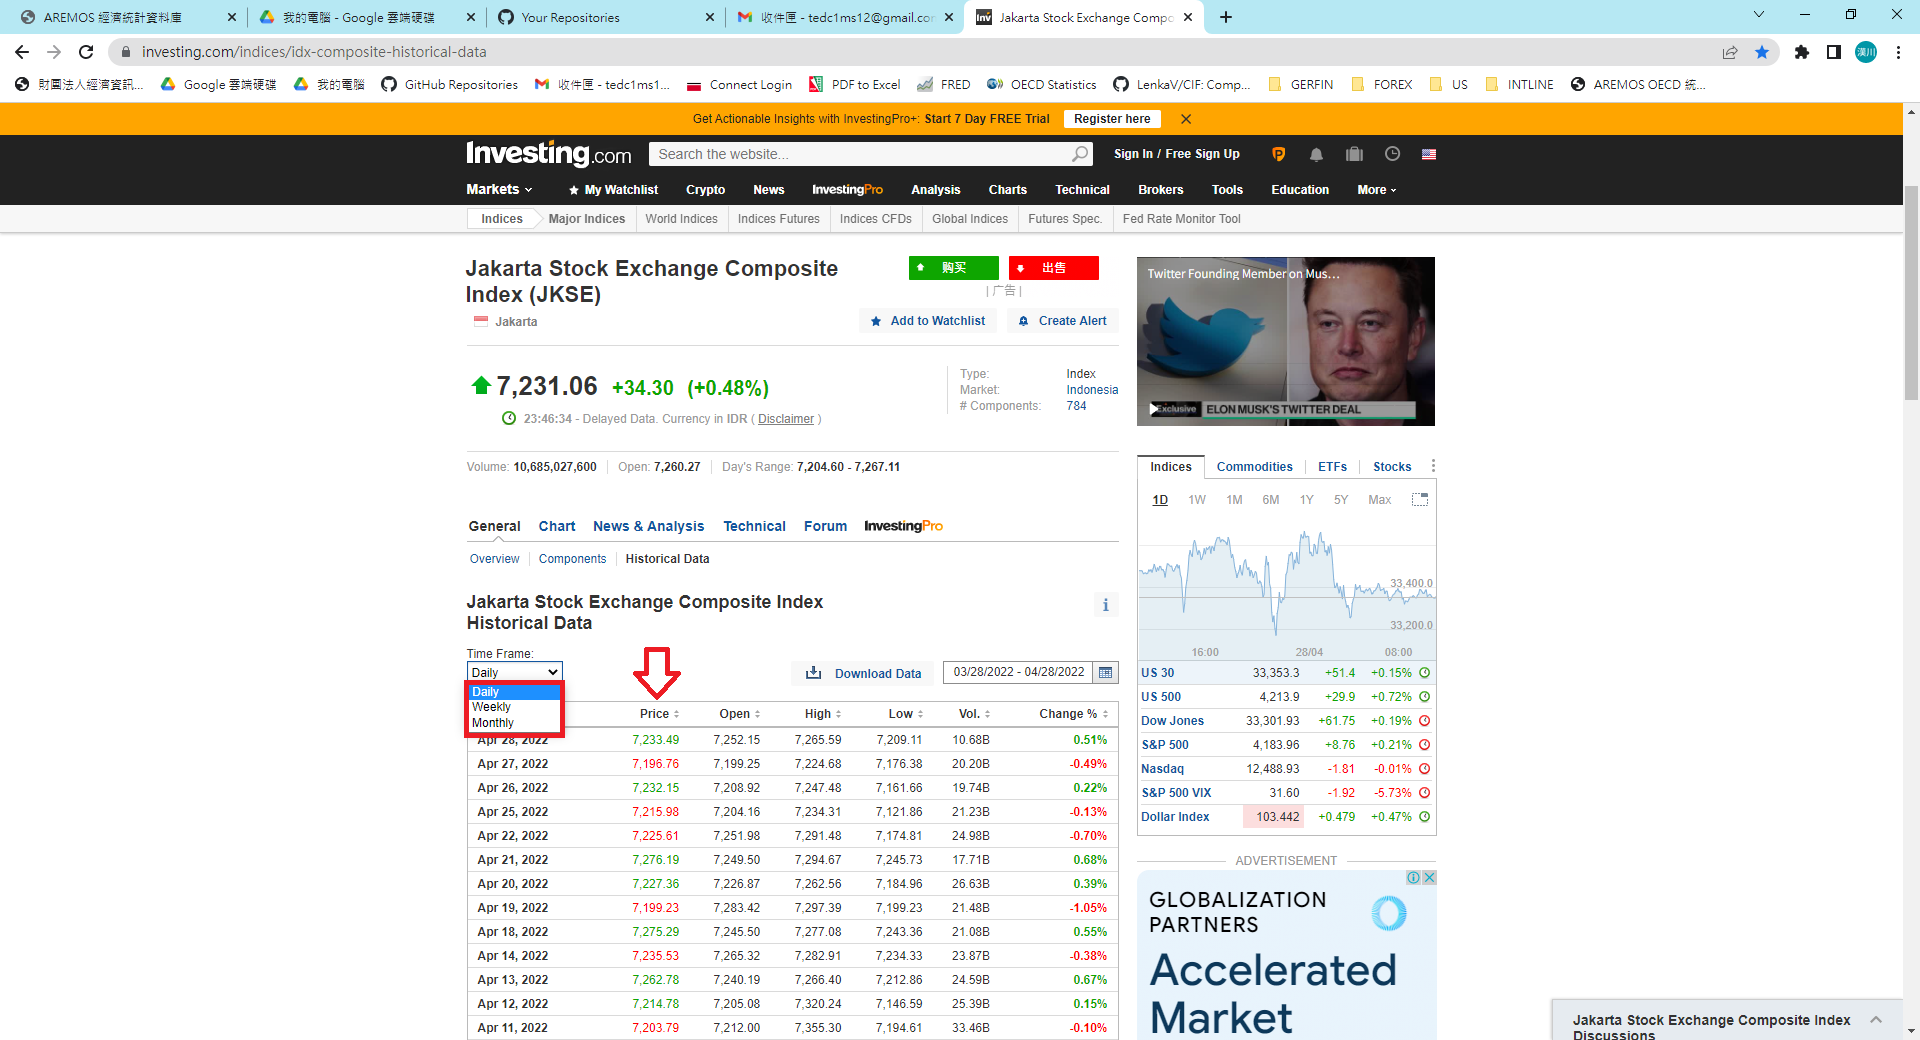 AREMOS 經濟統計資料庫
我的電腦 - Google 雲端硬碟
Your Repositories
收件匣 - tedc1ms12@gmail.com
Jakarta Stock Exchange Compo
investing.com/indices/idx-composite-historical-data
漢川
財團法人經濟資訊...
Google 雲端硬碟
我的電腦
GitHub Repositories
收件匣 - tedc1ms1...
Connect Login
PDF to Excel
FRED
OECD Statistics
LenkaV/CIF: Comp...
GERFIN
FOREX
US
INTLINE
AREMOS OECD 統...
Get Actionable Insights with InvestingPro+: Start 7 Day FREE Trial
Register here
Investing.com
Search the website...
Sign In / Free Sign Up
Markets
My Watchlist
Crypto
News
InvestingPro
Analysis
Charts
Technical
Brokers
Tools
Education
More
Indices
Major Indices
World Indices
Indices Futures
Indices CFDs
Global Indices
Futures Spec.
Fed Rate Monitor Tool
Jakarta Stock Exchange Composite
Index (JKSE)
Jakarta
购买
出售
| 广告 |
Add to Watchlist
Create Alert
7,231.06 +34.30 (+0.48%)
23:46:34 - Delayed Data. Currency in IDR ( Disclaimer )
Type: Index
Market: Indonesia
# Components: 784
Volume: 10,685,027,600
Open: 7,260.27
Day's Range: 7,204.60 - 7,267.11
General
Chart
News & Analysis
Technical
Forum
InvestingPro
Overview
Components
Historical Data
Jakarta Stock Exchange Composite Index
Historical Data
i
Time Frame:
Daily
Daily
Weekly
Monthly
Download Data
03/28/2022 - 04/28/2022
Price Open High Low Vol. Change %
Apr 28, 2022 7,233.49 7,252.15 7,265.59 7,209.11 10.68B 0.51%
Apr 27, 2022 7,196.76 7,199.25 7,224.68 7,176.38 20.20B -0.49%
Apr 26, 2022 7,232.15 7,208.92 7,247.48 7,161.66 19.74B 0.22%
Apr 25, 2022 7,215.98 7,204.16 7,234.31 7,121.86 21.23B -0.13%
Apr 22, 2022 7,225.61 7,251.98 7,291.48 7,174.81 24.98B -0.70%
Apr 21, 2022 7,276.19 7,249.50 7,294.67 7,245.73 17.71B 0.68%
Apr 20, 2022 7,227.36 7,226.87 7,262.56 7,184.96 26.63B 0.39%
Apr 19, 2022 7,199.23 7,283.42 7,297.39 7,199.23 21.48B -1.05%
Apr 18, 2022 7,275.29 7,245.50 7,277.08 7,243.36 21.08B 0.55%
Apr 14, 2022 7,235.53 7,265.32 7,282.91 7,234.33 23.87B -0.38%
Apr 13, 2022 7,262.78 7,240.19 7,266.40 7,212.86 24.59B 0.67%
Apr 12, 2022 7,214.78 7,205.08 7,320.24 7,146.59 25.39B 0.15%
Apr 11, 2022 7,203.79 7,212.00 7,355.30 7,194.61 33.46B -0.10%
Twitter Founding Member on Mus...
Exclusive
ELON MUSK'S TWITTER DEAL
Indices
Commodities
ETFs
Stocks
1D 1W 1M 6M 1Y 5Y Max
33,400.0
33,200.0
16:00 28/04 08:00
US 30 33,353.3 +51.4 +0.15%
US 500 4,213.9 +29.9 +0.72%
Dow Jones 33,301.93 +61.75 +0.19%
S&P 500 4,183.96 +8.76 +0.21%
Nasdaq 12,488.93 -1.81 -0.01%
S&P 500 VIX 31.60 -1.92 -5.73%
Dollar Index 103.442 +0.479 +0.47%
ADVERTISEMENT
GLOBALIZATION
PARTNERS
Accelerated
Market
Jakarta Stock Exchange Composite Index
Discussions